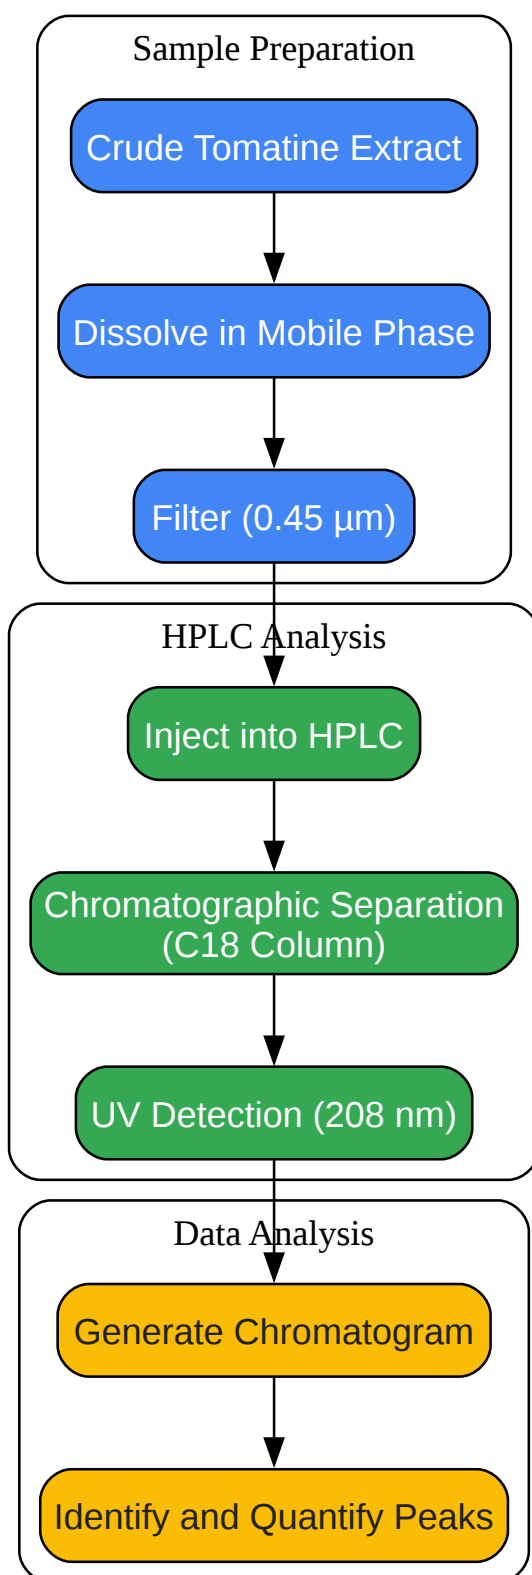 Sample Preparation
Crude Tomatine Extract
Dissolve in Mobile Phase
Filter (0.45 µm)
HPLC Analysis
Inject into HPLC
Chromatographic Separation
(C18 Column)
UV Detection (208 nm)
Data Analysis
Generate Chromatogram
Identify and Quantify Peaks